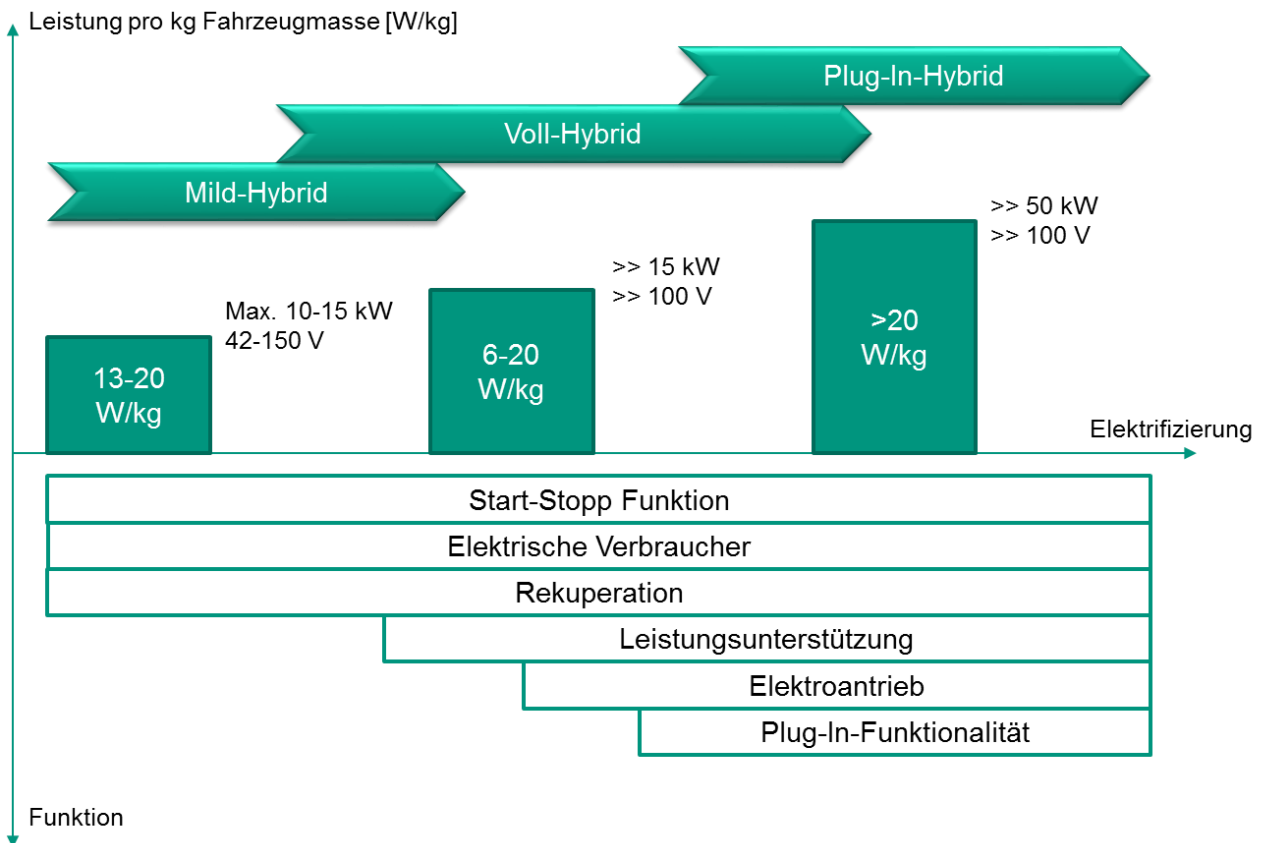 Leistung pro kg Fahrzeugmasse [W/kg]
Plug-In-Hybrid
Voll-Hybrid
Mild-Hybrid
>> 50 kW
>> 100 V
>> 15 kW
>> 100 V
Max. 10-15 kW
42-150 V
13-20
W/kg
6-20
W/kg
>20
W/kg
Elektrifizierung
Start-Stopp Funktion
Elektrische Verbraucher
Rekuperation
Leistungsunterstützung
Elektroantrieb
Plug-In-Funktionalität
Funktion